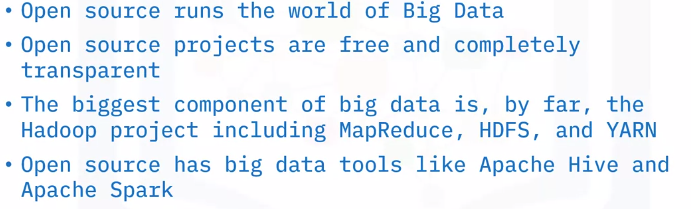 • Open source runs the world of Big Data
• Open source projects are free and completely
transparent
• The biggest component of big data is, by far, the
Hadoop project including MapReduce, HDFS, and YARN
• Open source has big data tools like Apache Hive and
Apache Spark